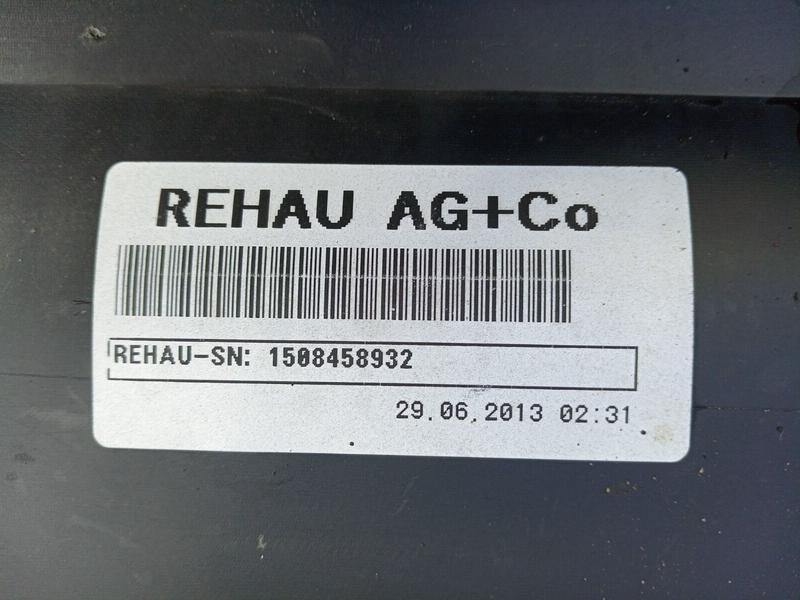 REHAU AG+Co
REHAU-SN: 1508458932
29.06.2013 02:31